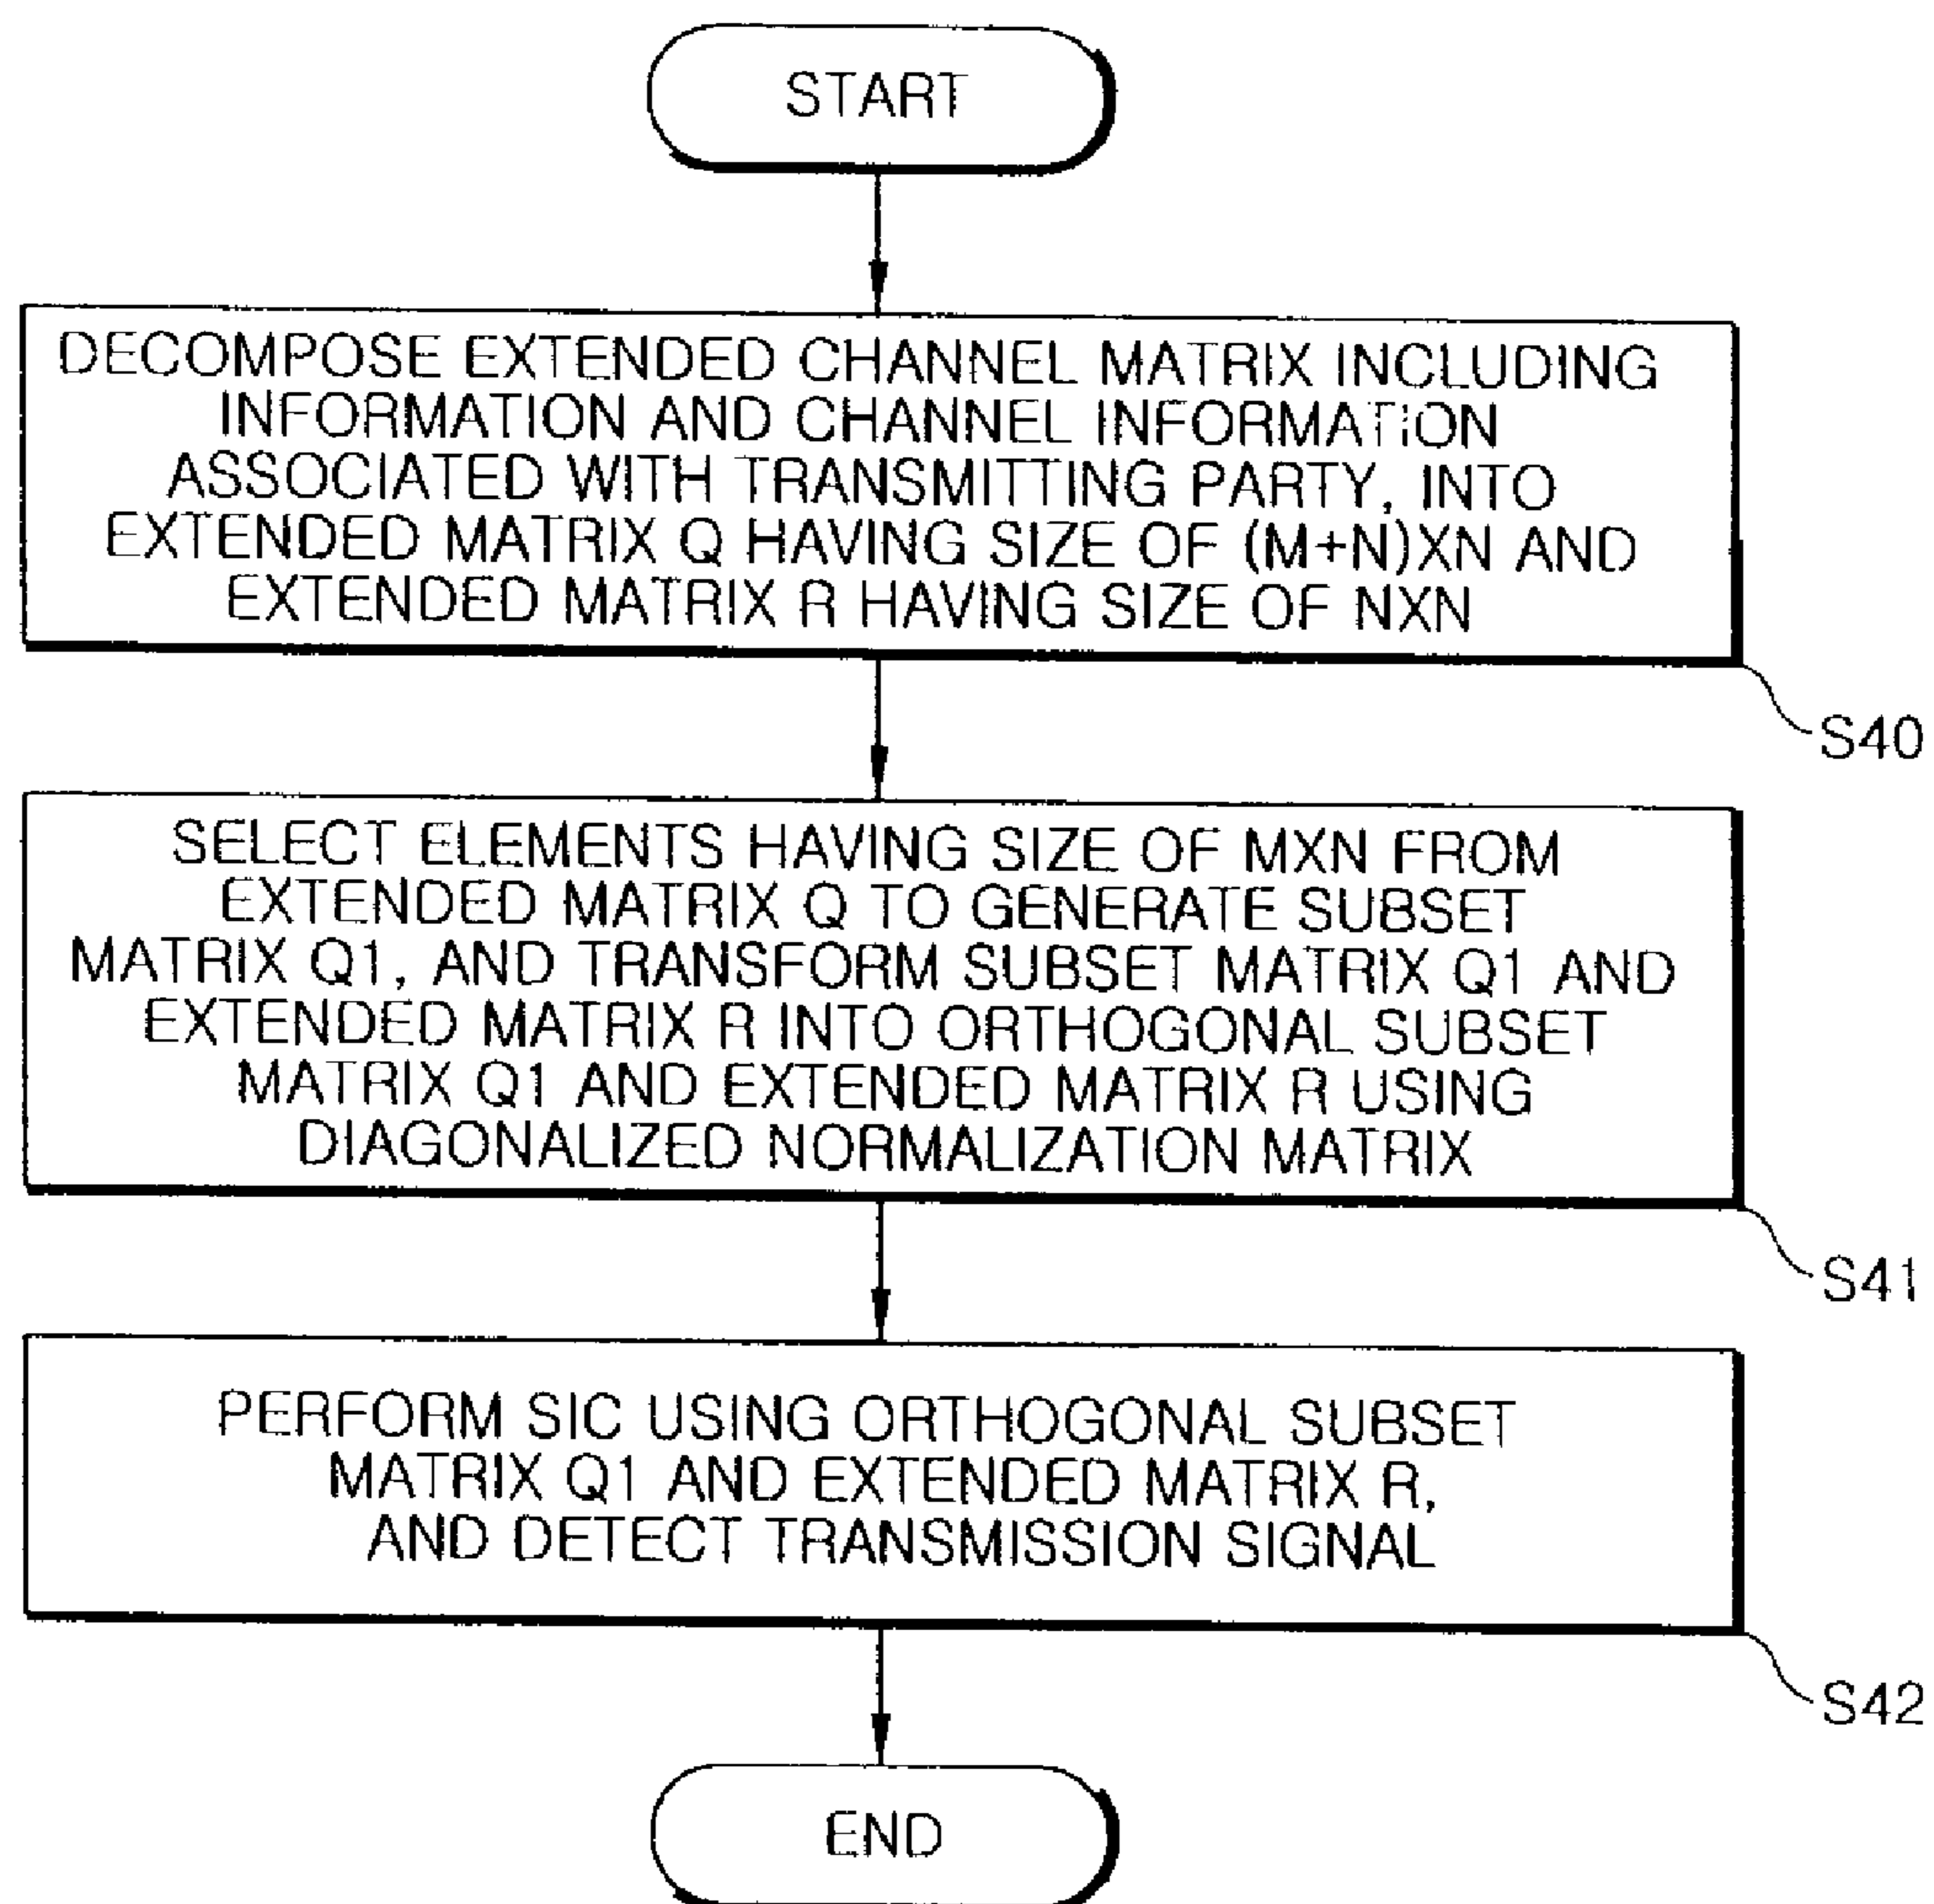 START
DECOMPOSE EXTENDED CHANNEL MATRIX INCLUDING
INFORMATION AND CHANNEL INFORMATION
ASSOCIATED WITH TRANSMITTING PARTY, INTO
EXTENDED MATRIX Q HAVING SIZE OF (M+N)XN AND
EXTENDED MATRIX R HAVING SIZE OF NXN
S40
SELECT ELEMENTS HAVING SIZE OF MXN FROM
EXTENDED MATRIX Q TO GENERATE SUBSET
MATRIX Q1, AND TRANSFORM SUBSET MATRIX Q1 AND
EXTENDED MATRIX R INTO ORTHOGONAL SUBSET
MATRIX Q1 AND EXTENDED MATRIX R USING
DIAGONALIZED NORMALIZATION MATRIX
S41
PERFORM SIC USING ORTHOGONAL SUBSET
MATRIX Q1 AND EXTENDED MATRIX R,
AND DETECT TRANSMISSION SIGNAL
S42
END